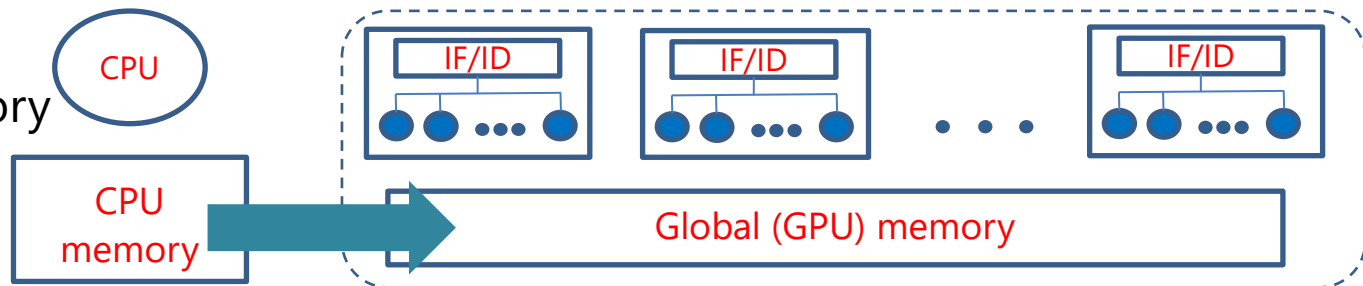 CPU
IF/ID
IF/ID
IF/ID
ory
CPU
memory
Global (GPU) memory